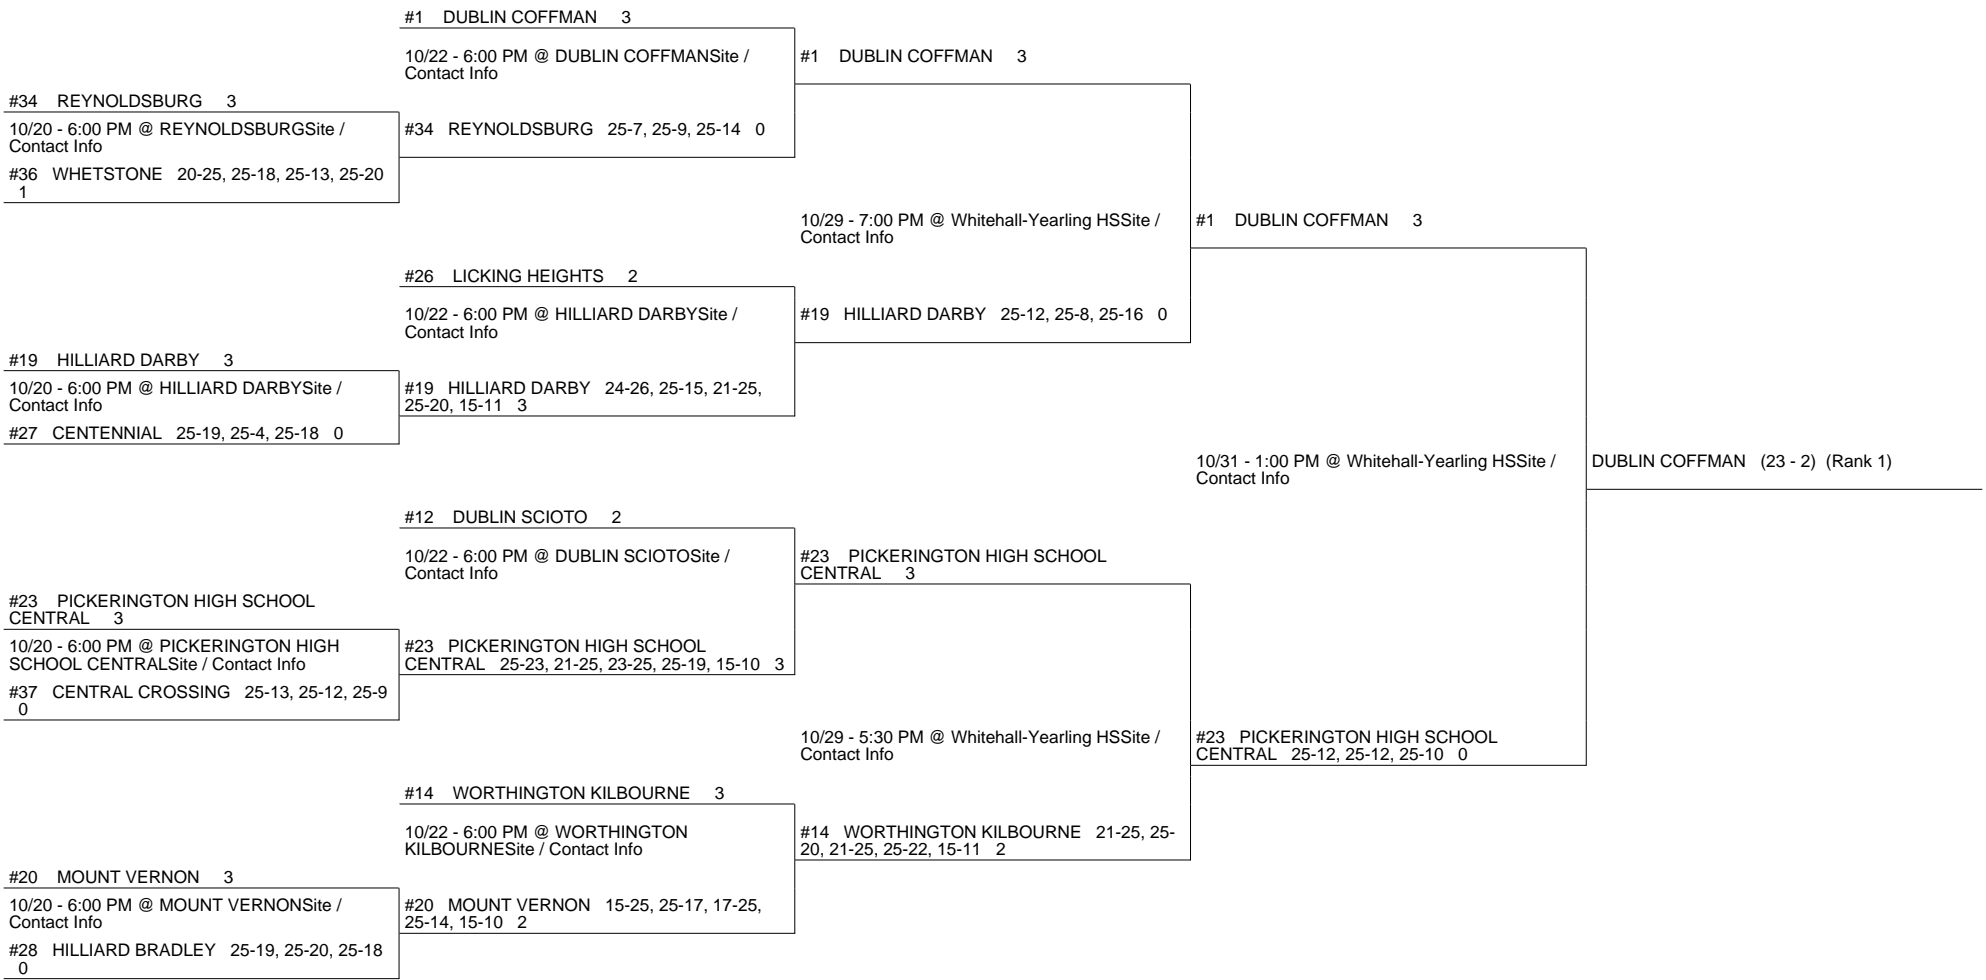 #1 DUBLIN COFFMAN 3
10/22 - 6:00 PM @ DUBLIN COFFMANSite /
Contact Info
#1 DUBLIN COFFMAN 3
#34 REYNOLDSBURG 3
10/20 - 6:00 PM @ REYNOLDSBURGSite /
Contact Info
#34 REYNOLDSBURG 25-7, 25-9, 25-14 0
#36 WHETSTONE 20-25, 25-18, 25-13, 25-20
1
10/29 - 7:00 PM @ Whitehall-Yearling HSSite /
Contact Info
#1 DUBLIN COFFMAN 3
#26 LICKING HEIGHTS 2
10/22 - 6:00 PM @ HILLIARD DARBYSite /
Contact Info
#19 HILLIARD DARBY 25-12, 25-8, 25-16 0
#19 HILLIARD DARBY 3
10/20 - 6:00 PM @ HILLIARD DARBYSite /
Contact Info
#19 HILLIARD DARBY 24-26, 25-15, 21-25,
25-20, 15-11 3
#27 CENTENNIAL 25-19, 25-4, 25-18 0
10/31 - 1:00 PM @ Whitehall-Yearling HSSite /
Contact Info
DUBLIN COFFMAN (23 - 2) (Rank 1)
#12 DUBLIN SCIOTO 2
10/22 - 6:00 PM @ DUBLIN SCIOTOSite /
Contact Info
#23 PICKERINGTON HIGH SCHOOL
CENTRAL 3
#23 PICKERINGTON HIGH SCHOOL
CENTRAL 3
10/20 - 6:00 PM @ PICKERINGTON HIGH
SCHOOL CENTRALSite / Contact Info
#23 PICKERINGTON HIGH SCHOOL
CENTRAL 25-23, 21-25, 23-25, 25-19, 15-10 3
#37 CENTRAL CROSSING 25-13, 25-12, 25-9
0
10/29 - 5:30 PM @ Whitehall-Yearling HSSite /
Contact Info
#23 PICKERINGTON HIGH SCHOOL
CENTRAL 25-12, 25-12, 25-10 0
#14 WORTHINGTON KILBOURNE 3
10/22 - 6:00 PM @ WORTHINGTON
KILBOURNESite / Contact Info
#14 WORTHINGTON KILBOURNE 21-25, 25-
20, 21-25, 25-22, 15-11 2
#20 MOUNT VERNON 3
10/20 - 6:00 PM @ MOUNT VERNONSite /
Contact Info
#20 MOUNT VERNON 15-25, 25-17, 17-25,
25-14, 15-10 2
#28 HILLIARD BRADLEY 25-19, 25-20, 25-18
0